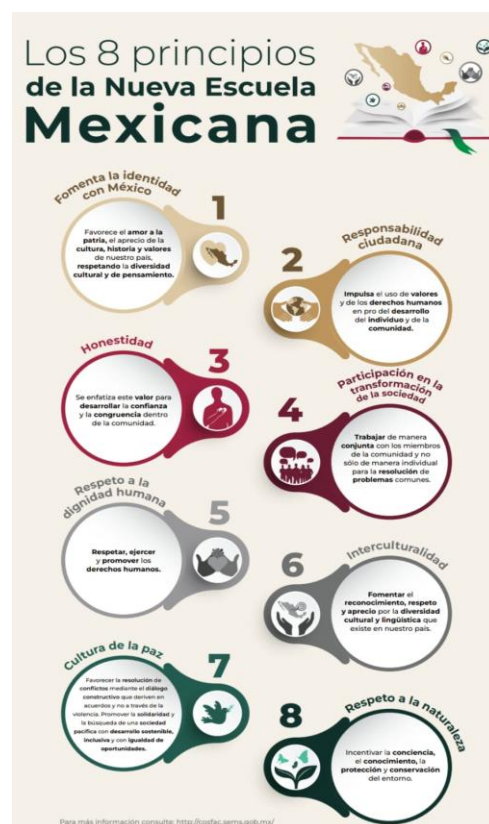 Los 8 principios
de la Nueva Escuela
Mexicana
Fomenta la identidad
con México
1
Favorece el amor a la
patria, el aprecio de la
cultura, historia y valores
de nuestro país,
respetando la diversidad
cultural y de pensamiento.
Responsabilidad
ciudadana
2
Impulsa el uso de valores
y de los derechos humanos
en pro del desarrollo
del individuo y de la
comunidad.
Honestidad
3
Se enfatiza este valor para
desarrollar la confianza
y la congruencia dentro
de la comunidad.
Participación en la
transformación
de la sociedad
4
Trabajar de manera
conjunta con los miembros
de la comunidad y no
sólo de manera individual
para la resolución de
problemas comunes.
Respeto a la
dignidad humana
5
Respetar, ejercer
y promover los
derechos humanos.
Interculturalidad
6
Fomentar el
reconocimiento, respeto
y aprecio por la diversidad
cultural y lingüística que
existe en nuestro país.
Cultura de la paz
7
Favorecer la resolución de
conflictos mediante el diálogo
constructivo que deriven en
acuerdos y no a través de la
violencia. Promover la solidaridad y
la búsqueda de una sociedad
pacífica con desarrollo sostenible,
inclusiva y con igualdad de
oportunidades.
Respeto a la naturaleza
8
Incentivar la conciencia,
el conocimiento, la
protección y conservación
del entorno.
Para más información consulte: http://cosfac.sems.gob.mx/